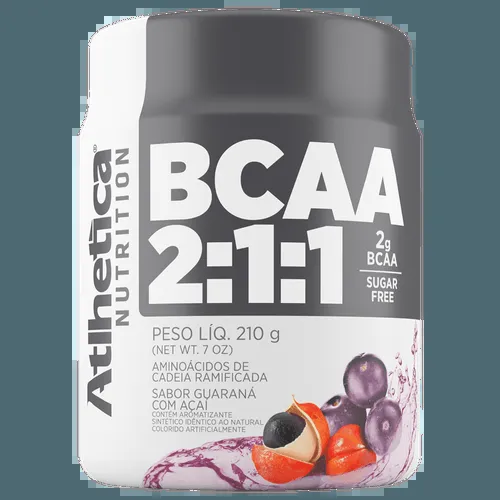 Atlhetica®
NUTRITION
BCAA
2:1:1
2g
BCAA
SUGAR
FREE
PESO LÍQ. 210 g
(NET WT. 7 OZ)
AMINOÁCIDOS DE
CADEIA RAMIFICADA
SABOR GUARANÁ
COM AÇAÍ
CONTÉM AROMATIZANTE
SINTÉTICO IDÊNTICO AO NATURAL
COLORIDO ARTIFICIALMENTE